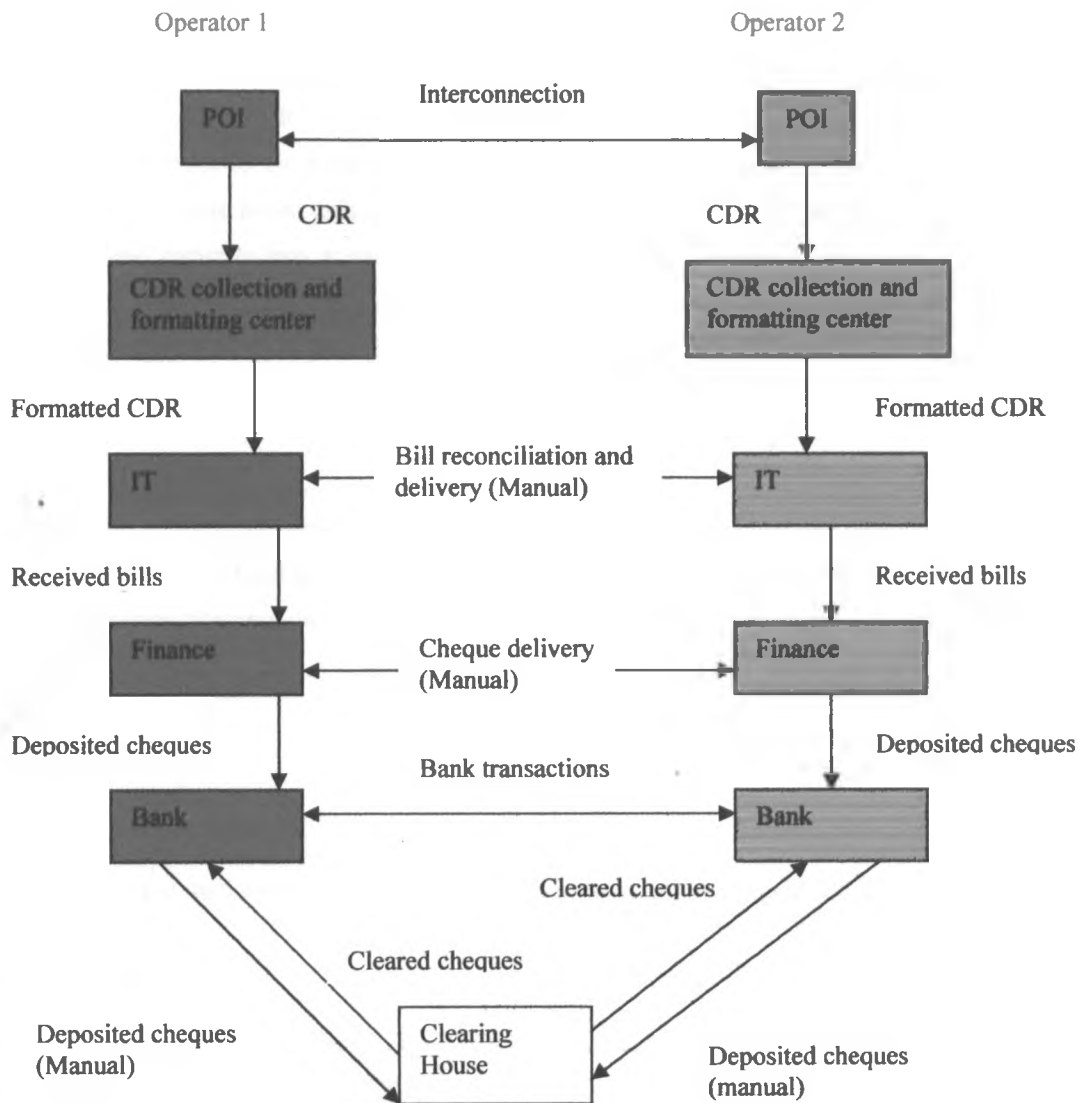 Operator 1
Operator 2
Interconnection
POI
POI
CDR
CDR
CDR collection and
formatting center
CDR collection and
formatting center
Formatted CDR
Formatted CDR
Bill reconciliation and
delivery (Manual)
IT
IT
Received bills
Received bills
Finance
Cheque delivery
(Manual)
Finance
Deposited cheques
Deposited cheques
Bank transactions
Bank
Bank
Cleared cheques
Cleared cheques
Deposited cheques
(Manual)
Clearing
House
Deposited cheques
(manual)